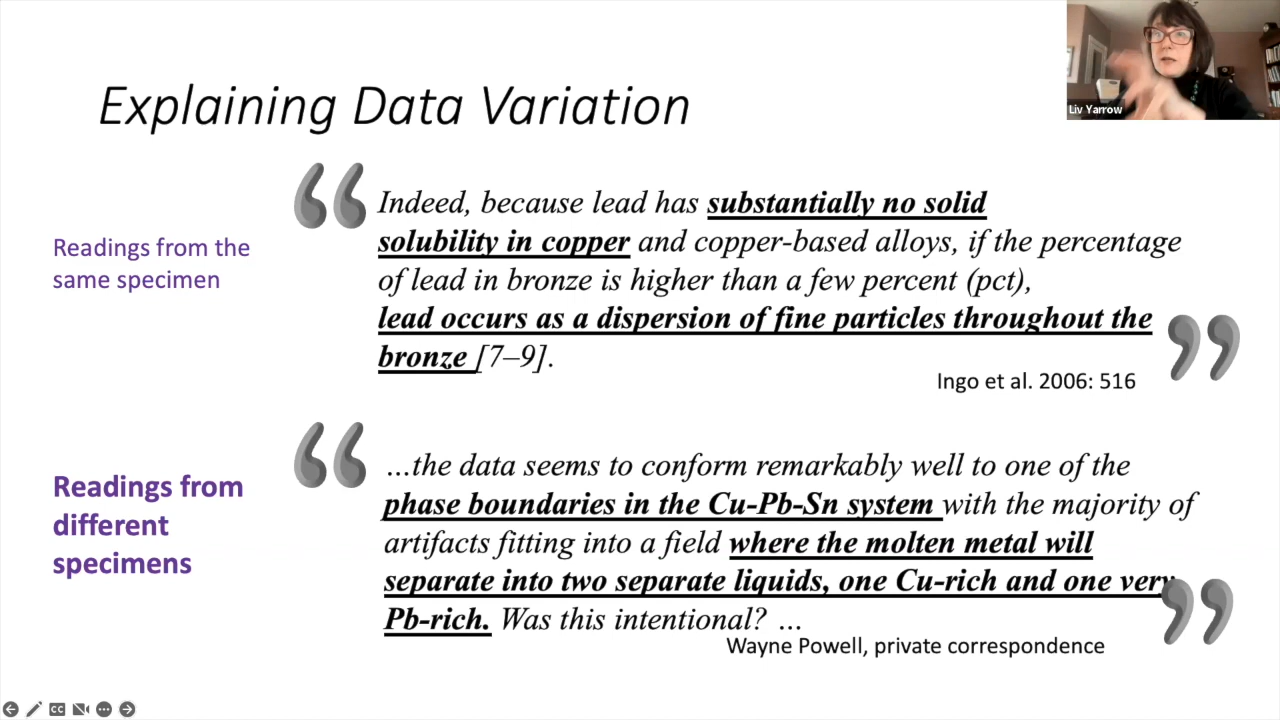 Liv Yarrow
Explaining Data Variation
Readings from the
same specimen
Indeed, because lead has substantially no solid
solubility in copper and copper-based alloys, if the percentage
of lead in bronze is higher than a few percent (pct),
lead occurs as a dispersion of fine particles throughout the
bronze [7–9].
Ingo et al. 2006: 516
Readings from
different
specimens
…the data seems to conform remarkably well to one of the
phase boundaries in the Cu-Pb-Sn system with the majority of
artifacts fitting into a field where the molten metal will
separate into two separate liquids, one Cu-rich and one very
Pb-rich. Was this intentional? …
Wayne Powell, private correspondence
CC